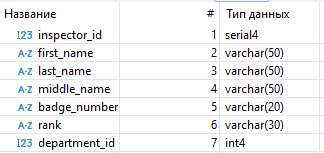 Название # Тип данных
123 inspector_id 1 serial4
A-Z first_name 2 varchar(50)
A-Z last_name 3 varchar(50)
A-Z middle_name 4 varchar(50)
A-Z badge_number 5 varchar(20)
A-Z rank 6 varchar(30)
123 department_id 7 int4